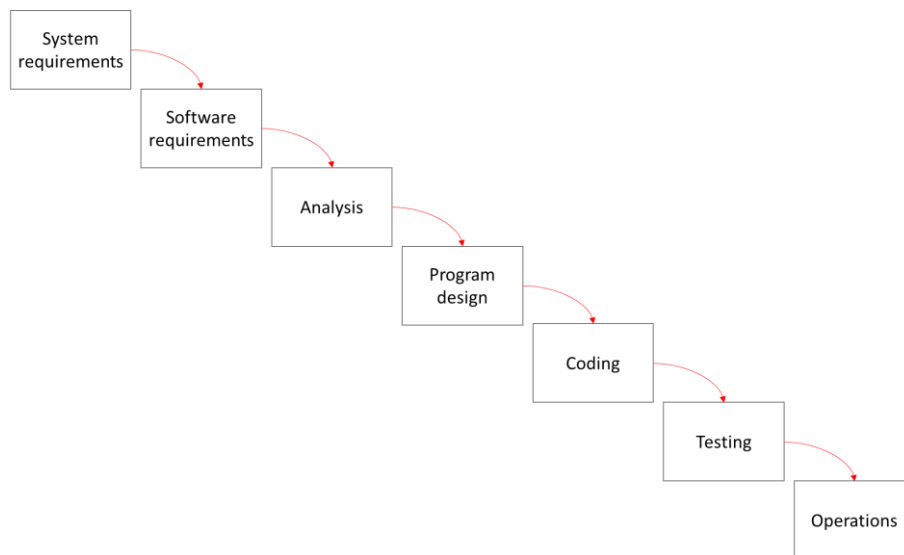 System
requirements
Software
requirements
Analysis
Program
design
Coding
Testing
Operations